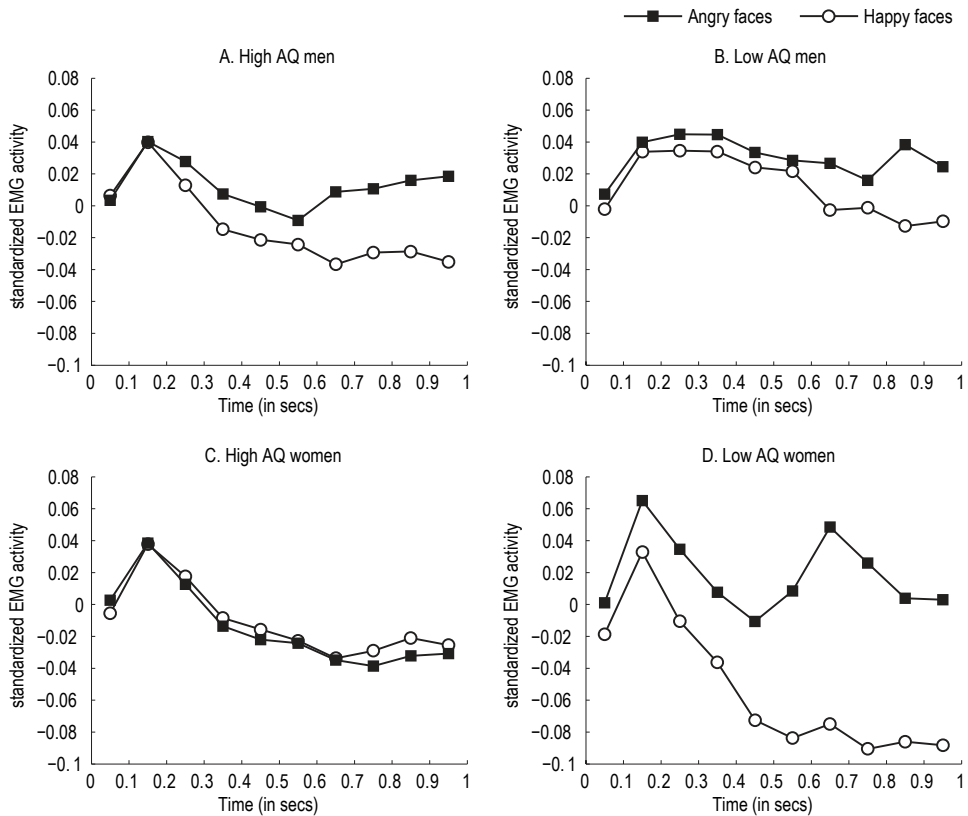 Angry faces Happy faces
A. High AQ men
0.08
0.06
0.04
0.02
0
−0.02
−0.04
−0.06
−0.08
−0.1
standardized EMG activity
0 0.1 0.2 0.3 0.4 0.5 0.6 0.7 0.8 0.9 1
Time (in secs)
B. Low AQ men
0.08
0.06
0.04
0.02
0
−0.02
−0.04
−0.06
−0.08
−0.1
standardized EMG activity
0 0.1 0.2 0.3 0.4 0.5 0.6 0.7 0.8 0.9 1
Time (in secs)
C. High AQ women
0.08
0.06
0.04
0.02
0
−0.02
−0.04
−0.06
−0.08
−0.1
standardized EMG activity
0 0.1 0.2 0.3 0.4 0.5 0.6 0.7 0.8 0.9 1
Time (in secs)
D. Low AQ women
0.08
0.06
0.04
0.02
0
−0.02
−0.04
−0.06
−0.08
−0.1
standardized EMG activity
0 0.1 0.2 0.3 0.4 0.5 0.6 0.7 0.8 0.9 1
Time (in secs)